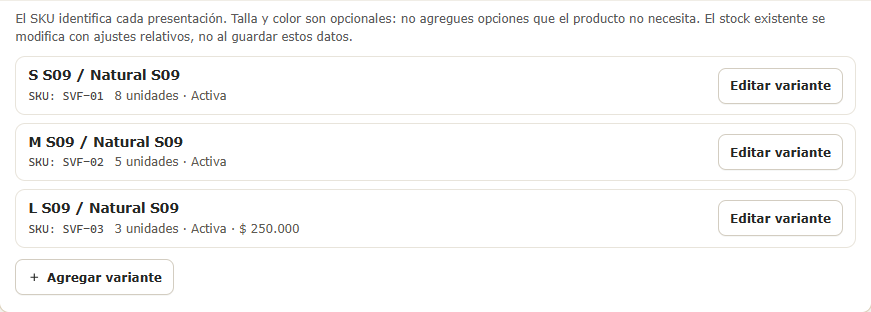 El SKU identifica cada presentación. Talla y color son opcionales: no agregues opciones que el producto no necesita. El stock existente se
modifica con ajustes relativos, no al guardar estos datos.
S S09 / Natural S09
SKU: SVF-01 8 unidades · Activa
Editar variante
M S09 / Natural S09
SKU: SVF-02 5 unidades · Activa
Editar variante
L S09 / Natural S09
SKU: SVF-03 3 unidades · Activa · $ 250.000
Editar variante
+ Agregar variante